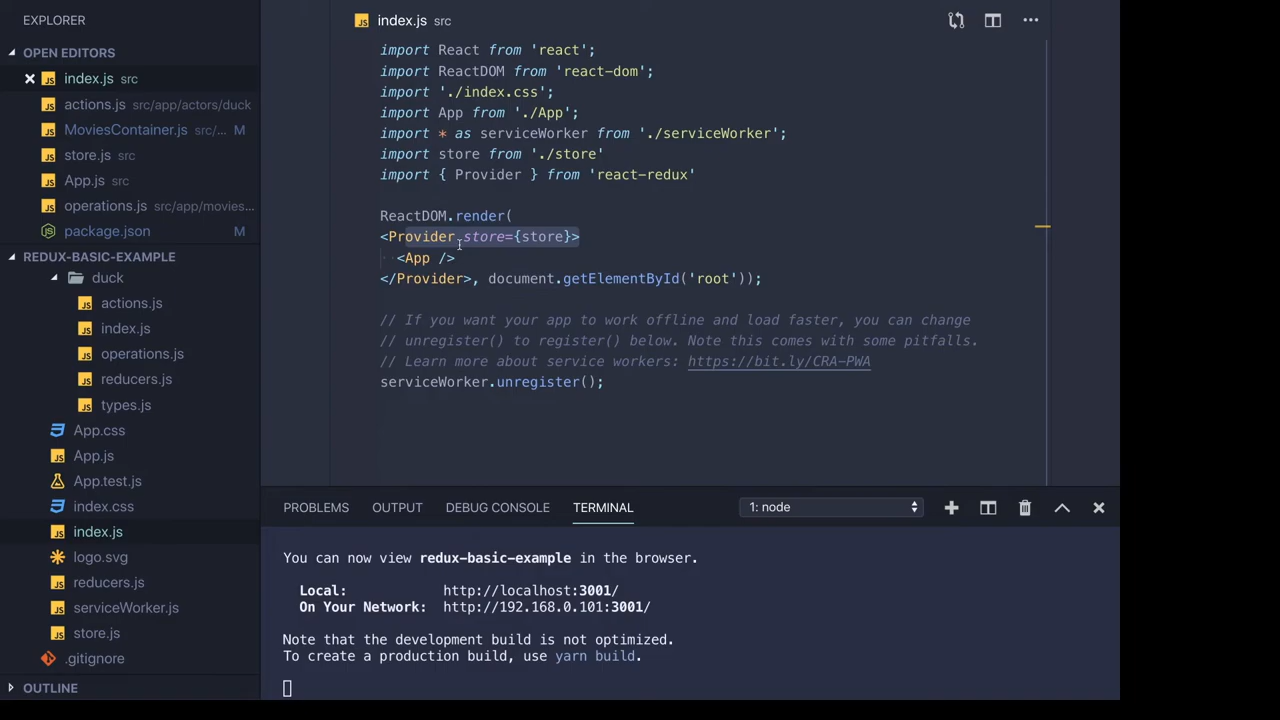 EXPLORER
OPEN EDITORS
index.js src
actions.js src/app/actors/duck
MoviesContainer.js src/... M
store.js src
App.js src
operations.js src/app/movies...
package.json M
REDUX-BASIC-EXAMPLE
duck
actions.js
index.js
operations.js
reducers.js
types.js
App.css
App.js
App.test.js
index.css
index.js
logo.svg
reducers.js
serviceWorker.js
store.js
.gitignore
OUTLINE
index.js src
import React from 'react';
import ReactDOM from 'react-dom';
import './index.css';
import App from './App';
import * as serviceWorker from './serviceWorker';
import store from './store'
import { Provider } from 'react-redux'
ReactDOM.render(
<Provider store={store}>
<App />
</Provider>, document.getElementById('root'));
// If you want your app to work offline and load faster, you can change
// unregister() to register() below. Note this comes with some pitfalls.
// Learn more about service workers: https://bit.ly/CRA-PWA
serviceWorker.unregister();
PROBLEMS OUTPUT DEBUG CONSOLE TERMINAL 1: node
You can now view redux-basic-example in the browser.
Local: http://localhost:3001/
On Your Network: http://192.168.0.101:3001/
Note that the development build is not optimized.
To create a production build, use yarn build.